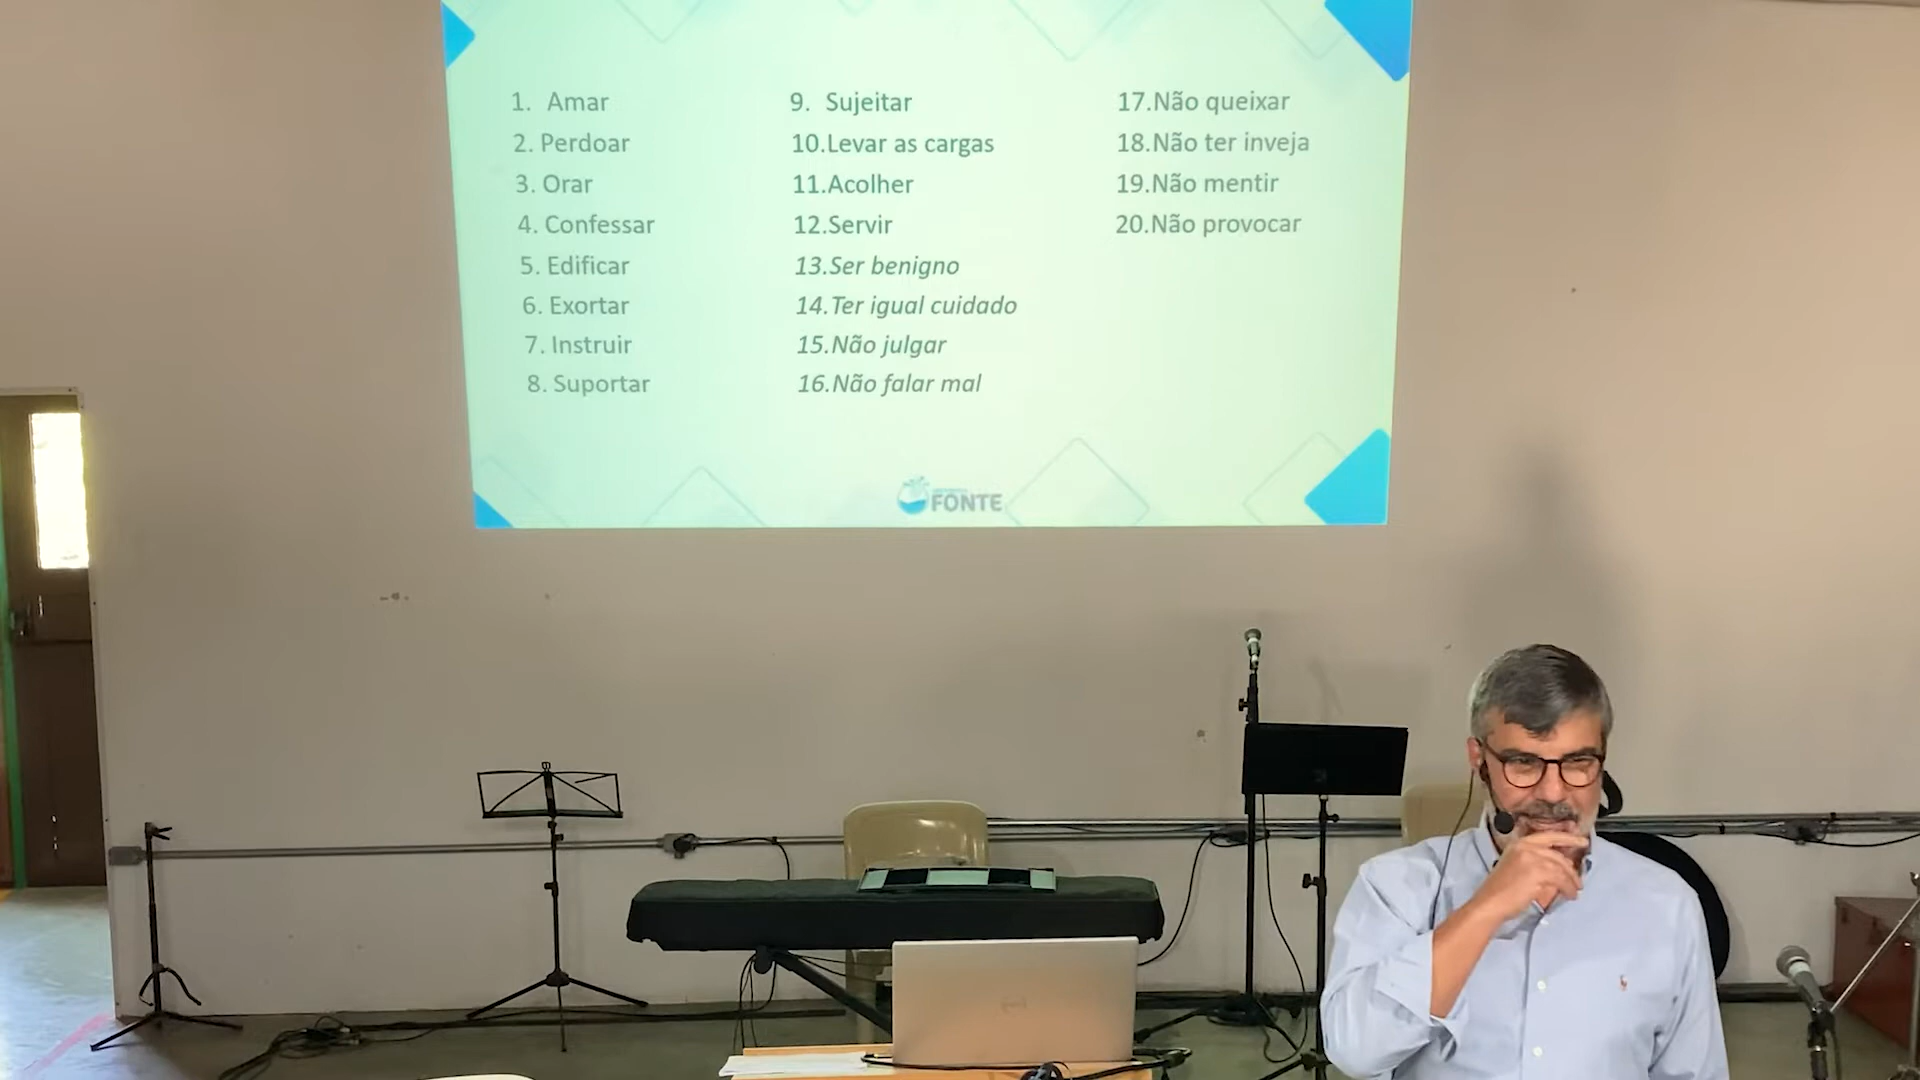 1. Amar
2. Perdoar
3. Orar
4. Confessar
5. Edificar
6. Exortar
7. Instruir
8. Suportar
9. Sujeitar
10.Levar as cargas
11.Acolher
12.Servir
13.Ser benigno
14.Ter igual cuidado
15.Não julgar
16.Não falar mal
17.Não queixar
18.Não ter inveja
19.Não mentir
20.Não provocar
FONTE